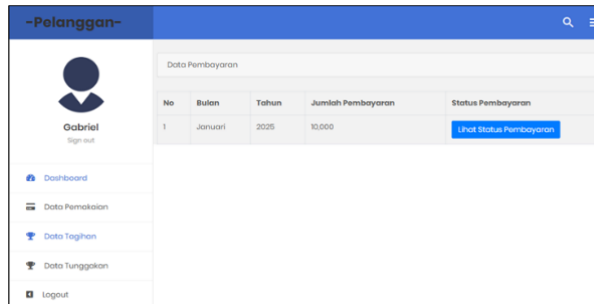 -Pelanggan-
Gabriel
Sign out
Dashboard
Data Pemakaian
Data Tagihan
Data Tunggakan
Logout
Data Pembayaran
No Bulan Tahun Jumlah Pembayaran Status Pembayaran
1 Januari 2025 10,000 Lihat Status Pembayaran